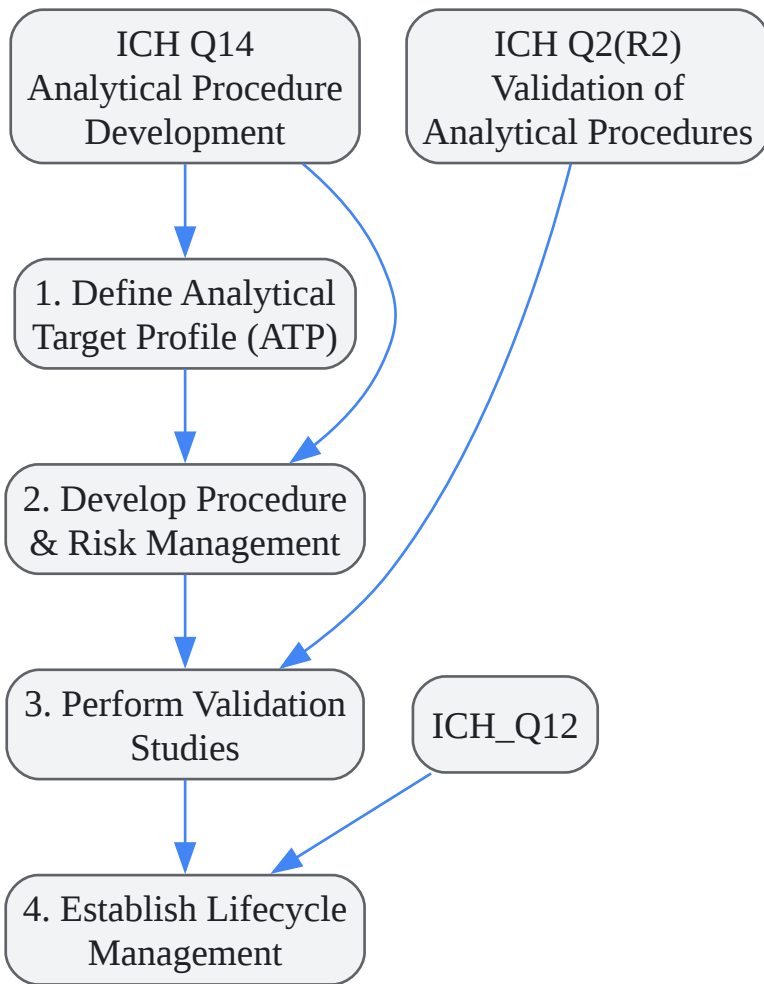 ICH Q14
Analytical Procedure
Development
ICH Q2(R2)
Validation of
Analytical Procedures
1. Define Analytical
Target Profile (ATP)
2. Develop Procedure
& Risk Management
3. Perform Validation
Studies
ICH_Q12
4. Establish Lifecycle
Management